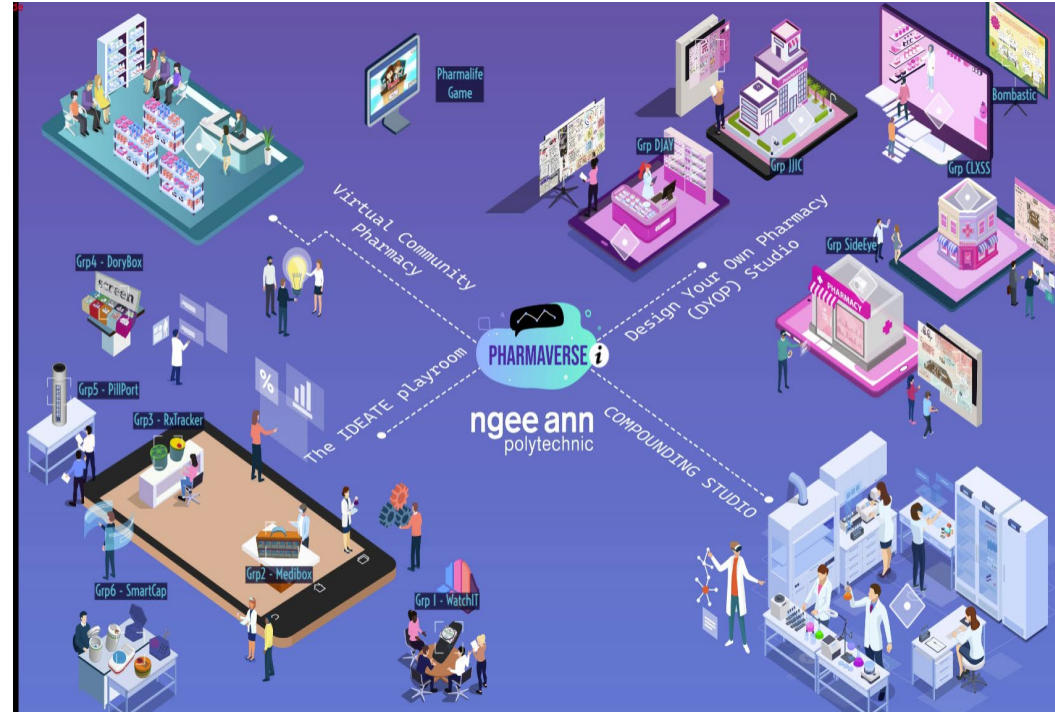 Pharmalife
Game
Bombastic
Grp DJAY
Grp JJIC
Grp CLXSS
Virtual Community
Pharmacy
Design Your Own Pharmacy
(DYOP) Studio
Grp SideEye
PHARMACY
Grp4 - DoryBox
screen
PHARMAVERSE i
ngee ann
polytechnic
The IDEATE playroom
COMPOUNDING STUDIO
%
Grp5 - PillPort
Grp3 - RxTracker
Grp2 - Medibox
Grp6 - SmartCap
Grp 1 - WatchIT